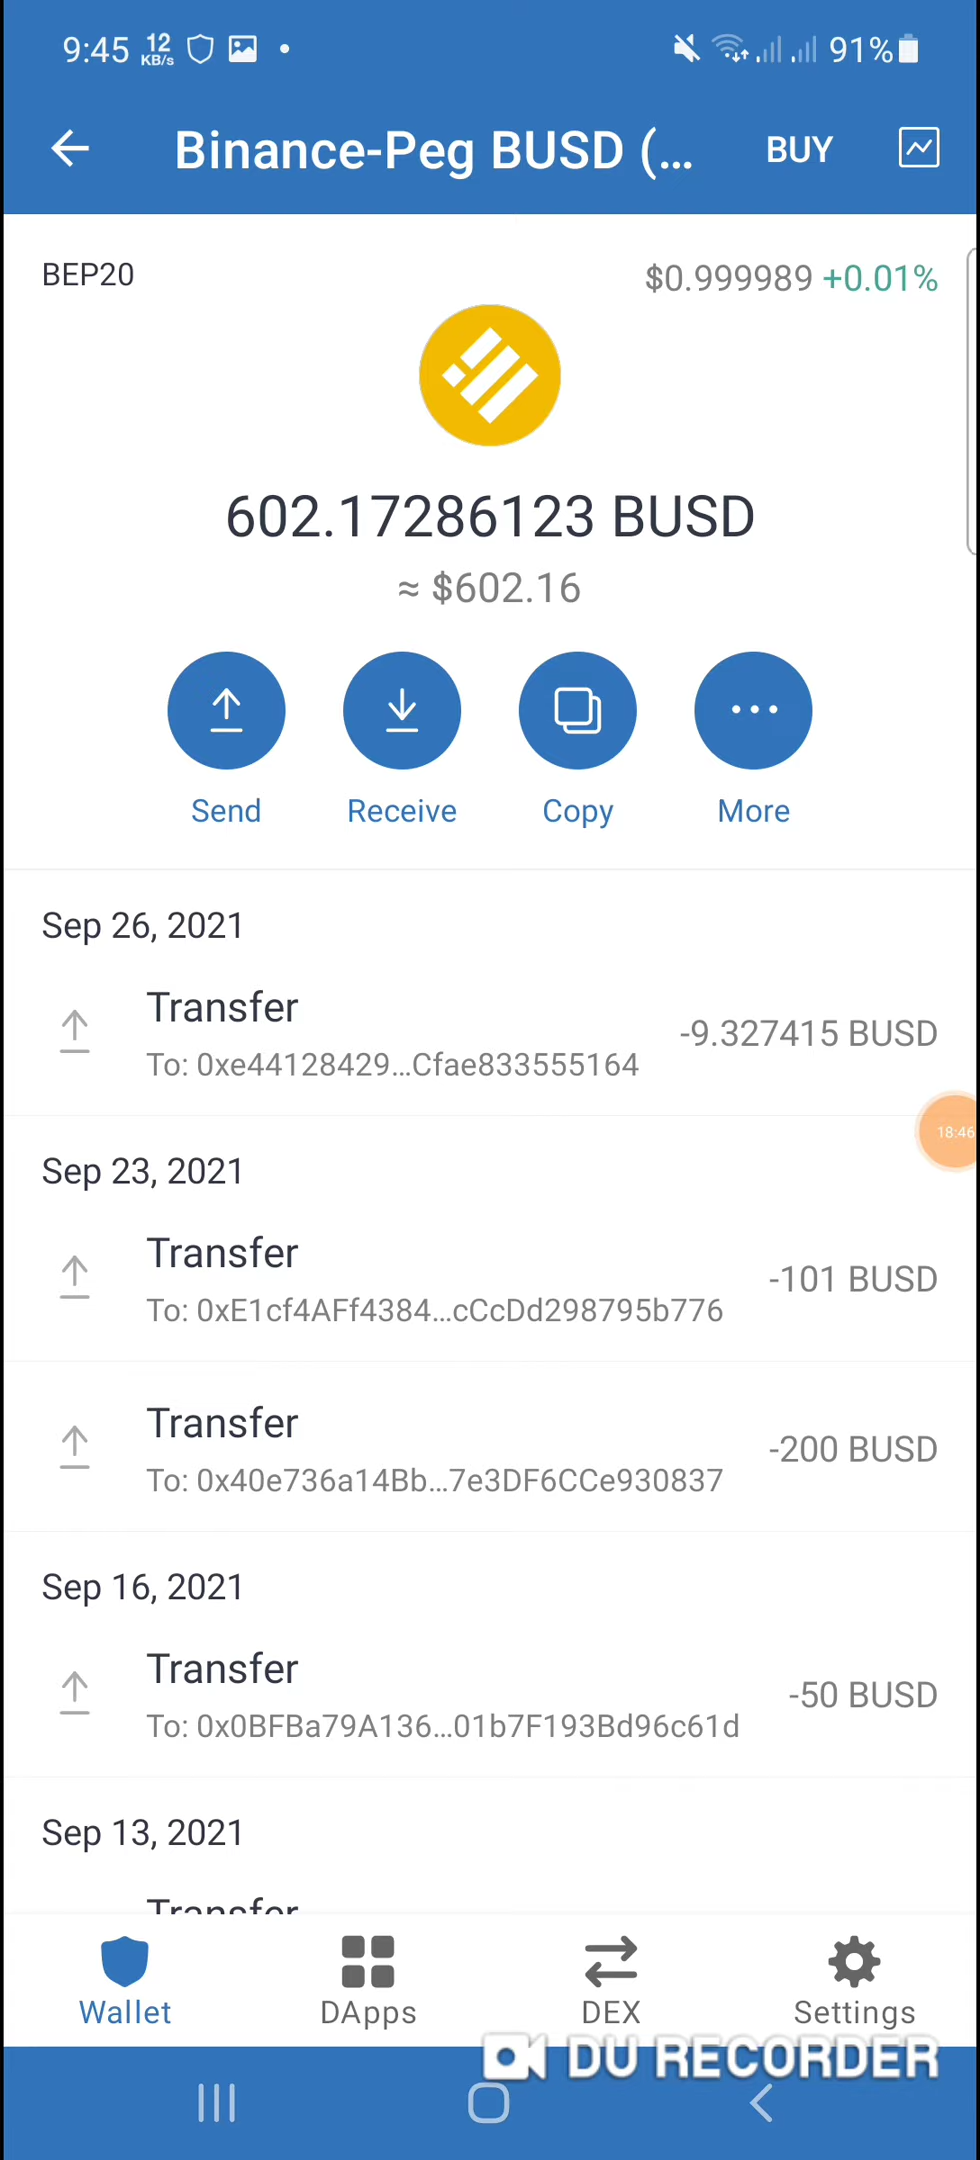 9:45 12 KB/s 91%
Binance-Peg BUSD (... BUY
BEP20 $0.999989 +0.01%
602.17286123 BUSD
≈ $602.16
Send Receive Copy More
Sep 26, 2021
Transfer
-9.327415 BUSD
To: 0xe44128429...Cfae833555164
18:46
Sep 23, 2021
Transfer
-101 BUSD
To: 0xE1cf4AFf4384...cCcDd298795b776
Transfer
-200 BUSD
To: 0x40e736a14Bb...7e3DF6CCe930837
Sep 16, 2021
Transfer
-50 BUSD
To: 0x0BFBa79A136...01b7F193Bd96c61d
Sep 13, 2021
Transfer
Wallet DApps DEX Settings
DU RECORDER